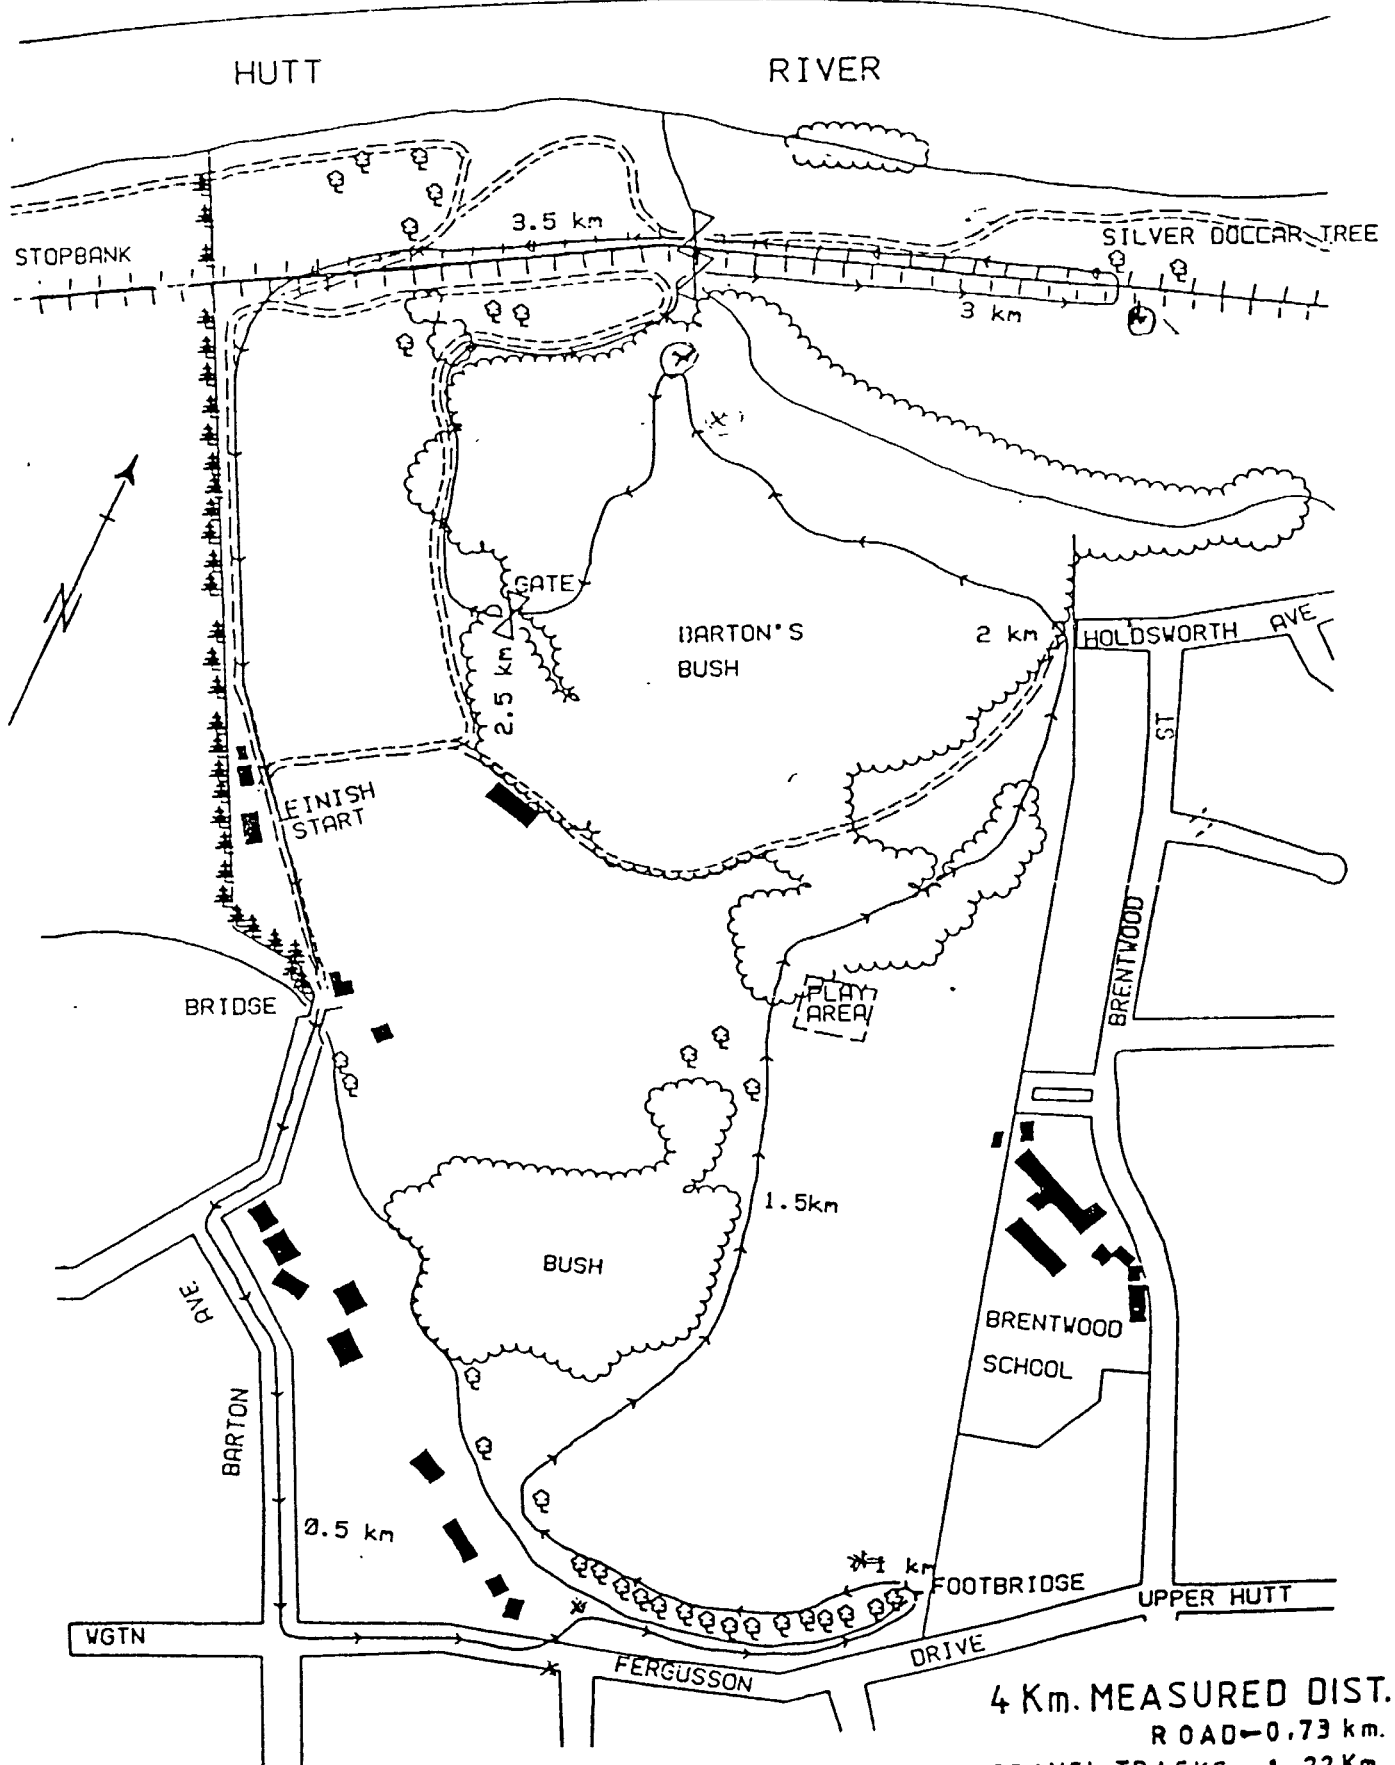 HUTT RIVER
3.5 km
STOPBANK
SILVER DOCCAR TREE
3 km
GATE
BARTON'S
BUSH
2 km
HOLDSWORTH AVE
2.5 km
ST
FINISH
START
BRENTWOOD
PLAY
AREA
BRIDGE
1.5km
BUSH
AVE.
BRENTWOOD
SCHOOL
BARTON
0.5 km
1 km
FOOTBRIDGE
UPPER HUTT
WGTN
FERGUSSON DRIVE
4 Km. MEASURED DIST.
ROAD-0.73 km.